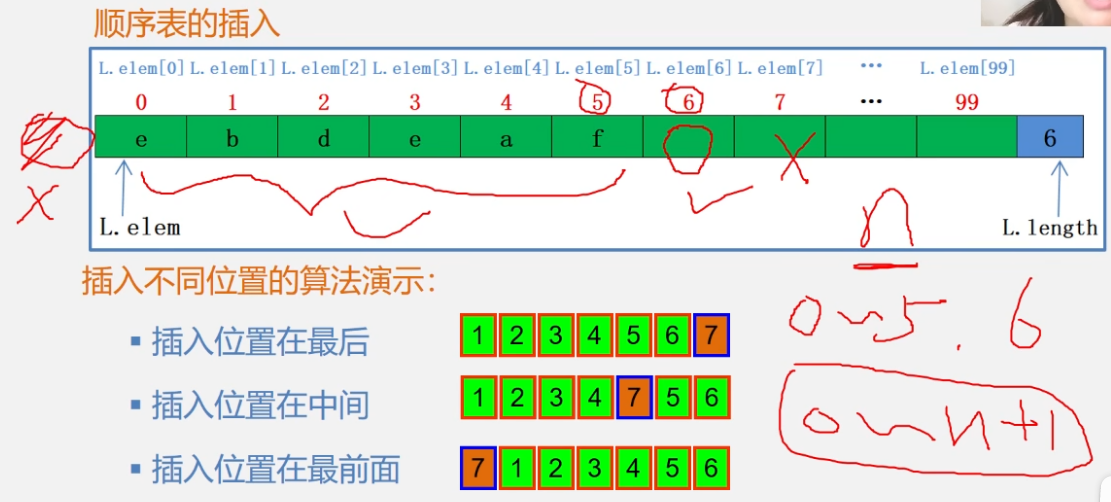 顺序表的插入
L.elem[0] L.elem[1] L.elem[2] L.elem[3] L.elem[4] L.elem[5] L.elem[6] L.elem[7] … L.elem[99]
0 1 2 3 4 5 6 7 … 99
e b d e a f 6
L.elem L.length
n
插入不同位置的算法演示：
0~5. 6
▪ 插入位置在最后 1 2 3 4 5 6 7
▪ 插入位置在中间 1 2 3 4 7 5 6
0~n+1
▪ 插入位置在最前面 7 1 2 3 4 5 6